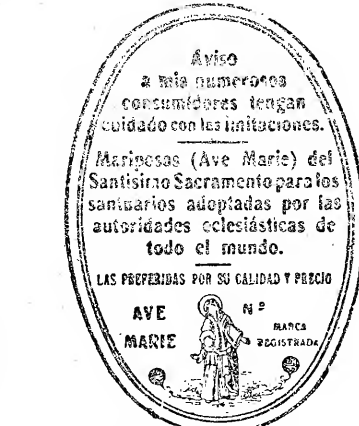 Aviso
a mis numerosos
consumidores tengan
cuidado con las imitaciones.
Mariposas (Ave Marie) del
Santísimo Sacramento para los
santuarios adoptadas por las
autoridades eclesiásticas de
todo el mundo.
LAS PREFERIDAS POR SU CALIDAD Y PRECIO
AVE Nº
MARIE MARCA
REGISTRADA